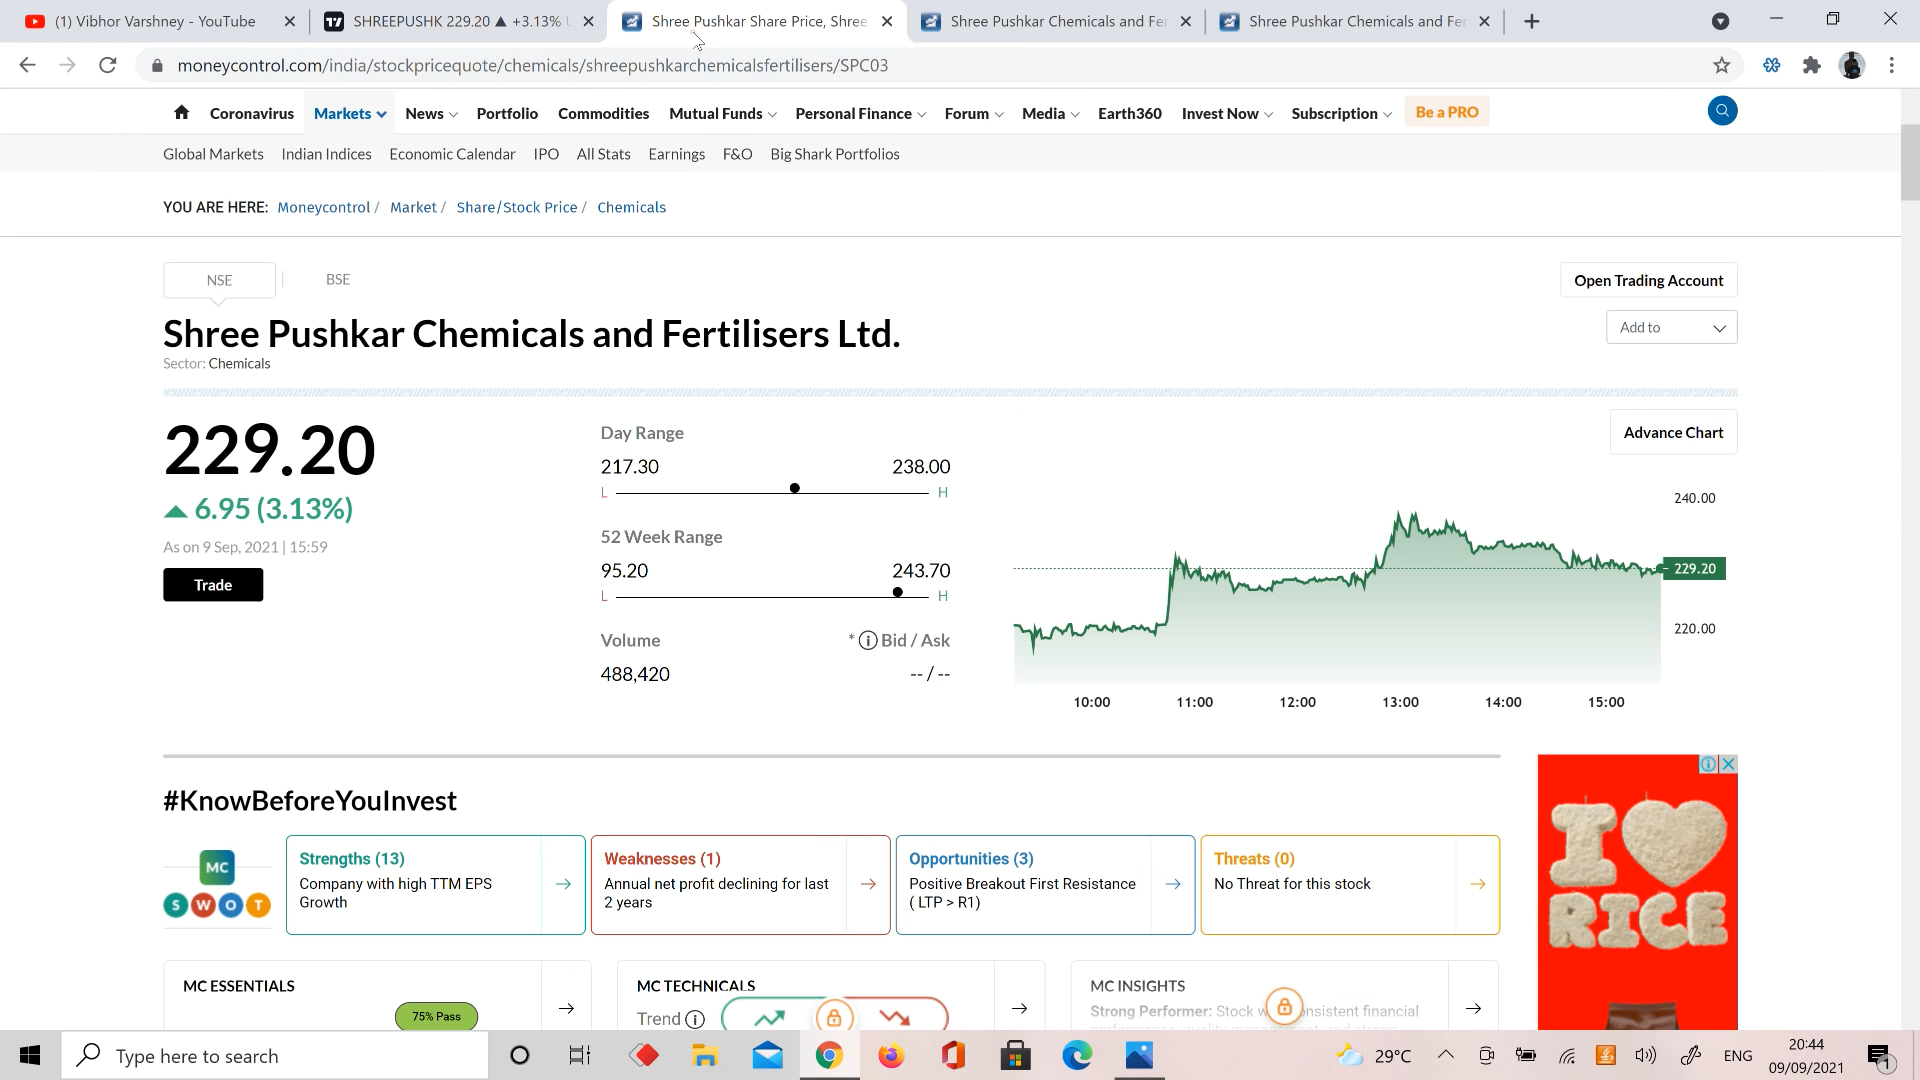 (1) Vibhor Varshney - YouTube
SHREEPUSHK 229.20 ▲ +3.13% U
Shree Pushkar Share Price, Shree
Shree Pushkar Chemicals and Fer
Shree Pushkar Chemicals and Fer
moneycontrol.com/india/stockpricequote/chemicals/shreepushkarchemicalsfertilisers/SPC03
Coronavirus Markets News Portfolio Commodities Mutual Funds Personal Finance Forum Media Earth360 Invest Now Subscription Be a PRO
Global Markets Indian Indices Economic Calendar IPO All Stats Earnings F&O Big Shark Portfolios
YOU ARE HERE: Moneycontrol / Market / Share/Stock Price / Chemicals
NSE BSE
Open Trading Account
Shree Pushkar Chemicals and Fertilisers Ltd.
Add to
Sector: Chemicals
229.20
▲ 6.95 (3.13%)
As on 9 Sep, 2021 | 15:59
Trade
Day Range
217.30 238.00
L H
52 Week Range
95.20 243.70
L H
Volume * Bid / Ask
488,420 -- / --
Advance Chart
240.00
229.20
220.00
10:00 11:00 12:00 13:00 14:00 15:00
#KnowBeforeYouInvest
MC
S W O T
Strengths (13)
Company with high TTM EPS
Growth
Weaknesses (1)
Annual net profit declining for last
2 years
Opportunities (3)
Positive Breakout First Resistance
( LTP > R1)
Threats (0)
No Threat for this stock
I
RICE
MC ESSENTIALS
75% Pass
MC TECHNICALS
Trend
MC INSIGHTS
Strong Performer: Stock
consistent financial
Type here to search
29°C
ENG
20:44
09/09/2021
1